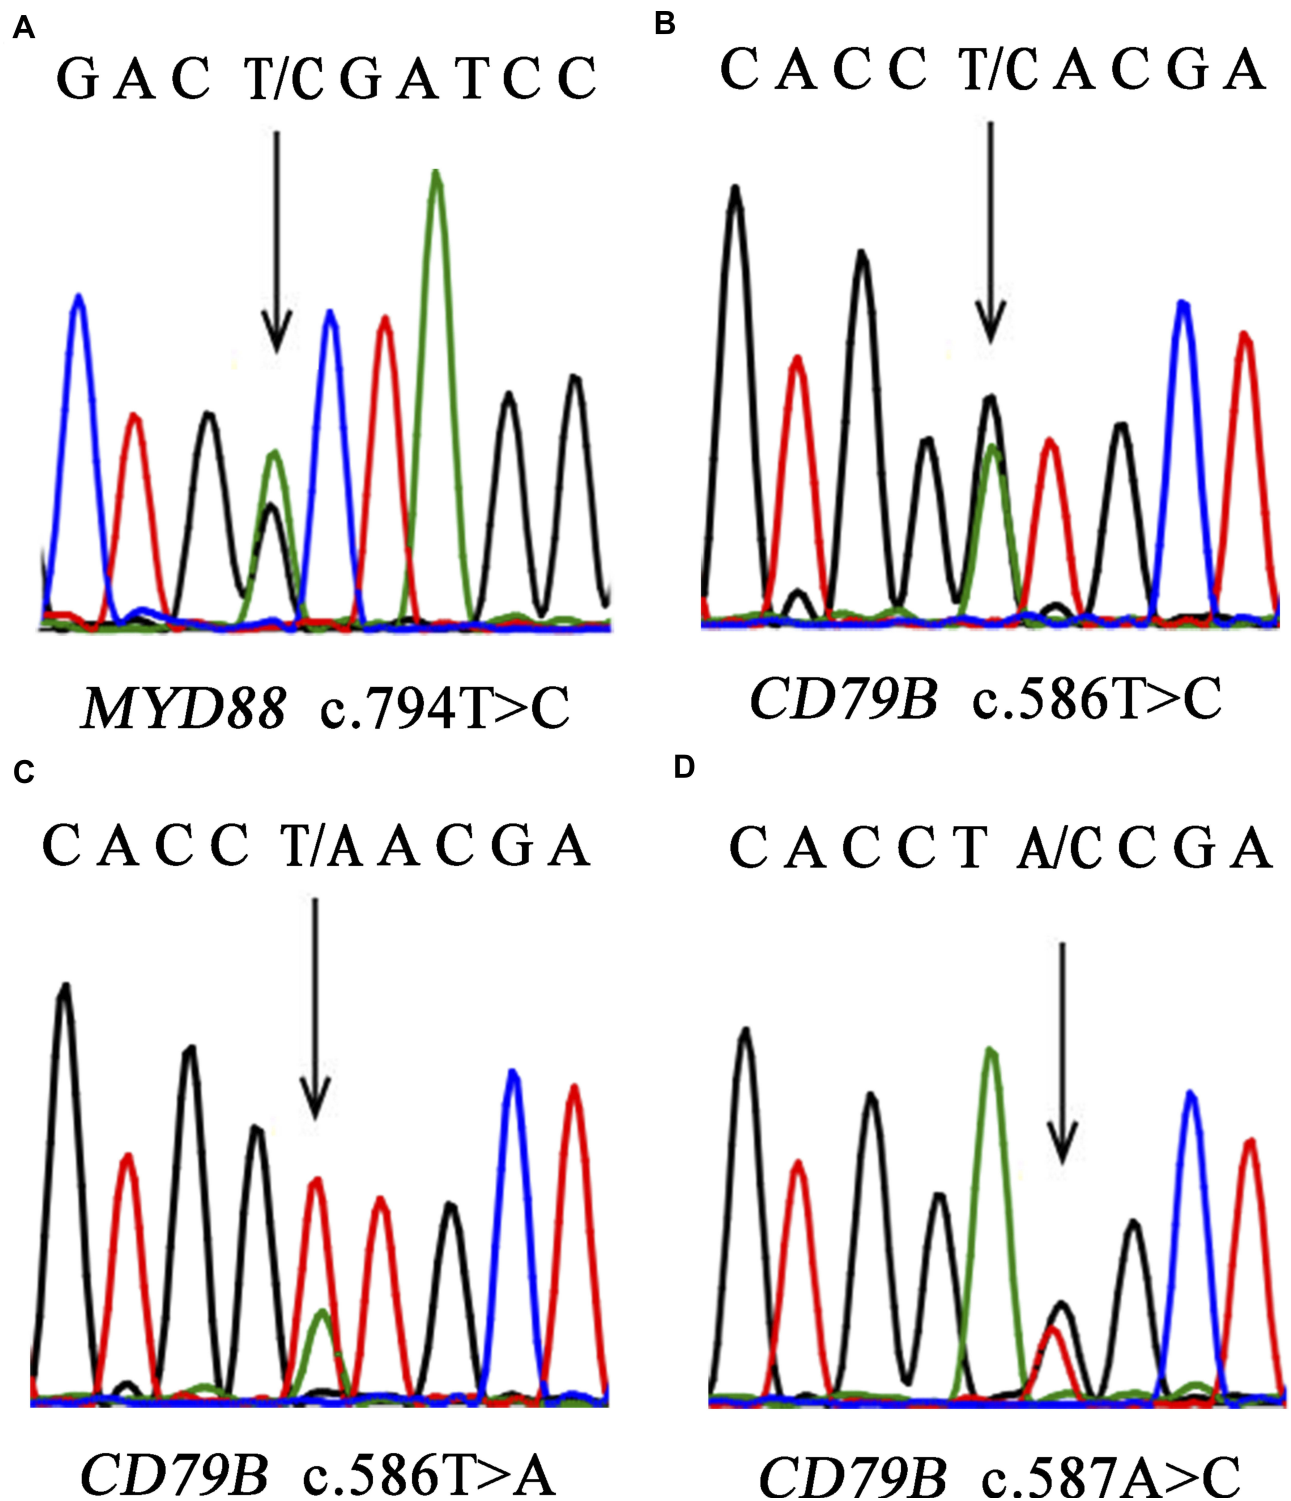 A
G A C T/C G A T C C
MYD88 c.794T>C
B
C A C C T/C A C G A
CD79B c.586T>C
C
C A C C T/A A C G A
CD79B c.586T>A
D
C A C C T A/C C G A
CD79B c.587A>C